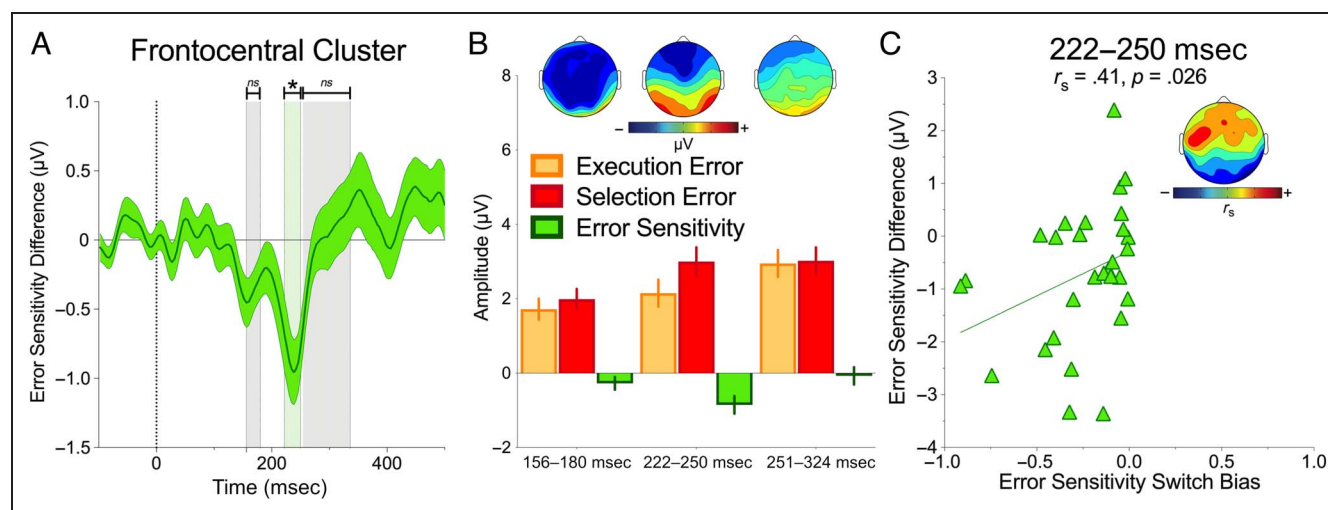 A
Frontocentral Cluster
ns
*
ns
1.0
0.5
0
−0.5
−1.0
−1.5
Error Sensitivity Difference (µV)
0
200
400
Time (msec)
B
8
6
4
2
0
−2
Amplitude (µV)
−
+
µV
Execution Error
Selection Error
Error Sensitivity
156–180 msec
222–250 msec
251–324 msec
C
222–250 msec
rs = .41, p = .026
3
2
1
0
−1
−2
−3
−4
Error Sensitivity Difference (µV)
−
+
rs
−1.0
−0.5
0.0
0.5
1.0
Error Sensitivity Switch Bias